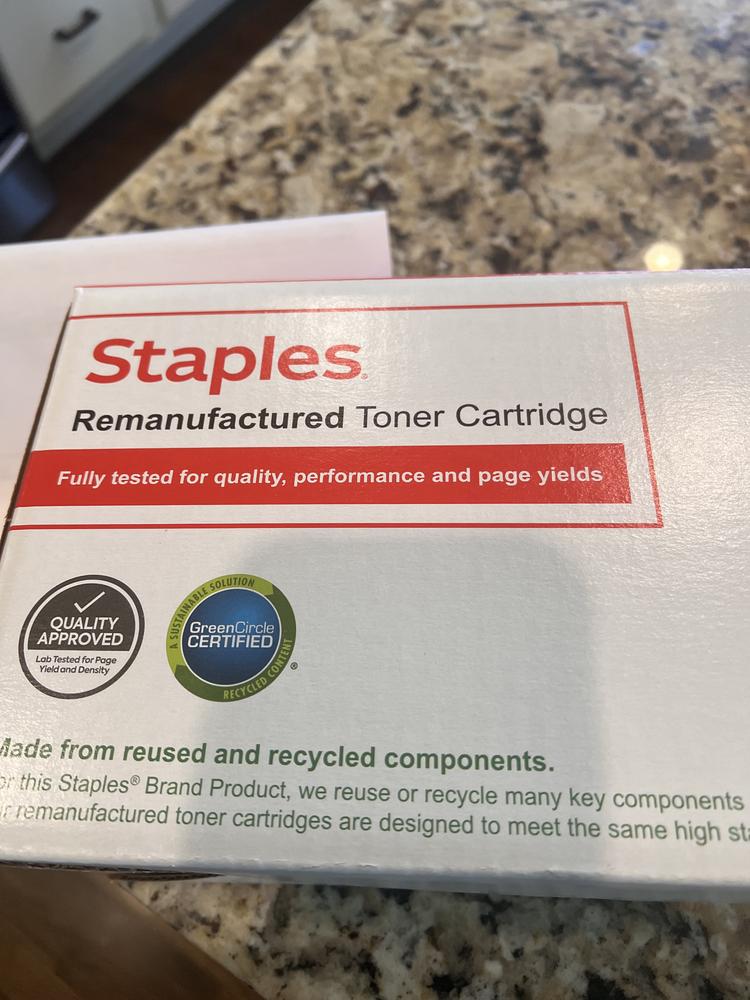 Staples®
Remanufactured Toner Cartridge
Fully tested for quality, performance and page yields
QUALITY
APPROVED
Lab Tested for Page
Yield and Density
A SUSTAINABLE SOLUTION
GreenCircle
CERTIFIED
RECYCLED CONTENT
®
Made from reused and recycled components.
this Staples® Brand Product, we reuse or recycle many key components
remanufactured toner cartridges are designed to meet the same high